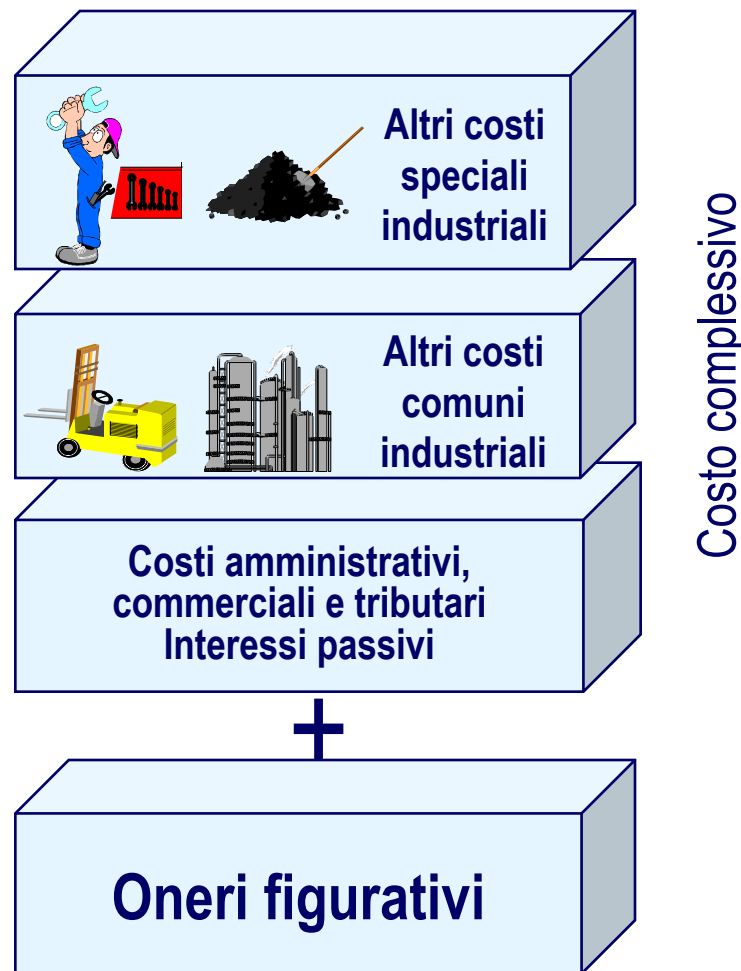 Altri costi
speciali
industriali
Altri costi
comuni
industriali
Costi amministrativi,
commerciali e tributari
Interessi passivi
+
Oneri figurativi
Costo complessivo